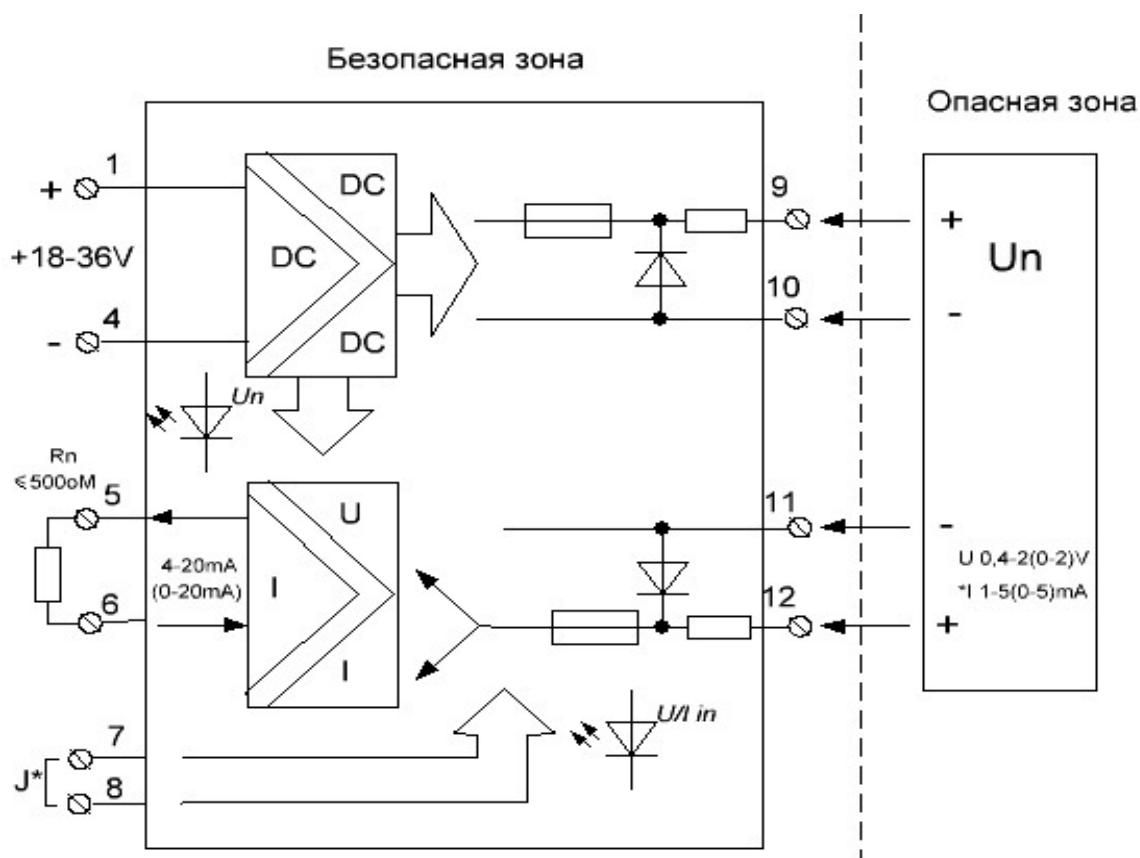 Безопасная зона
Опасная зона
1
+
+18-36V
4
-
DC
DC
DC
Un
9
10
+
Un
-
Rn
⩽500oM
5
4-20mA
(0-20mA)
6
U
I
I
11
12
-
U 0,4-2(0-2)V
*I 1-5(0-5)mA
+
U/I in
7
J*
8